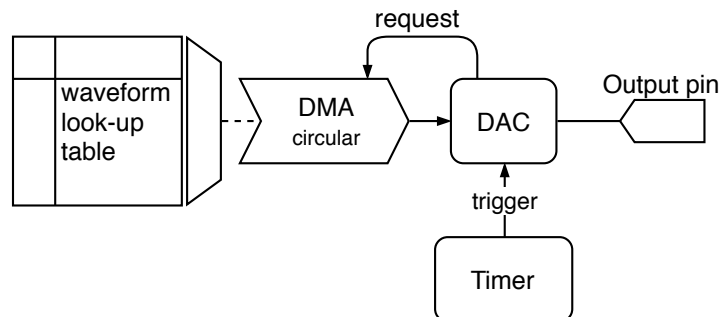 request
waveform
look-up
table
DMA
circular
DAC
Output pin
trigger
Timer